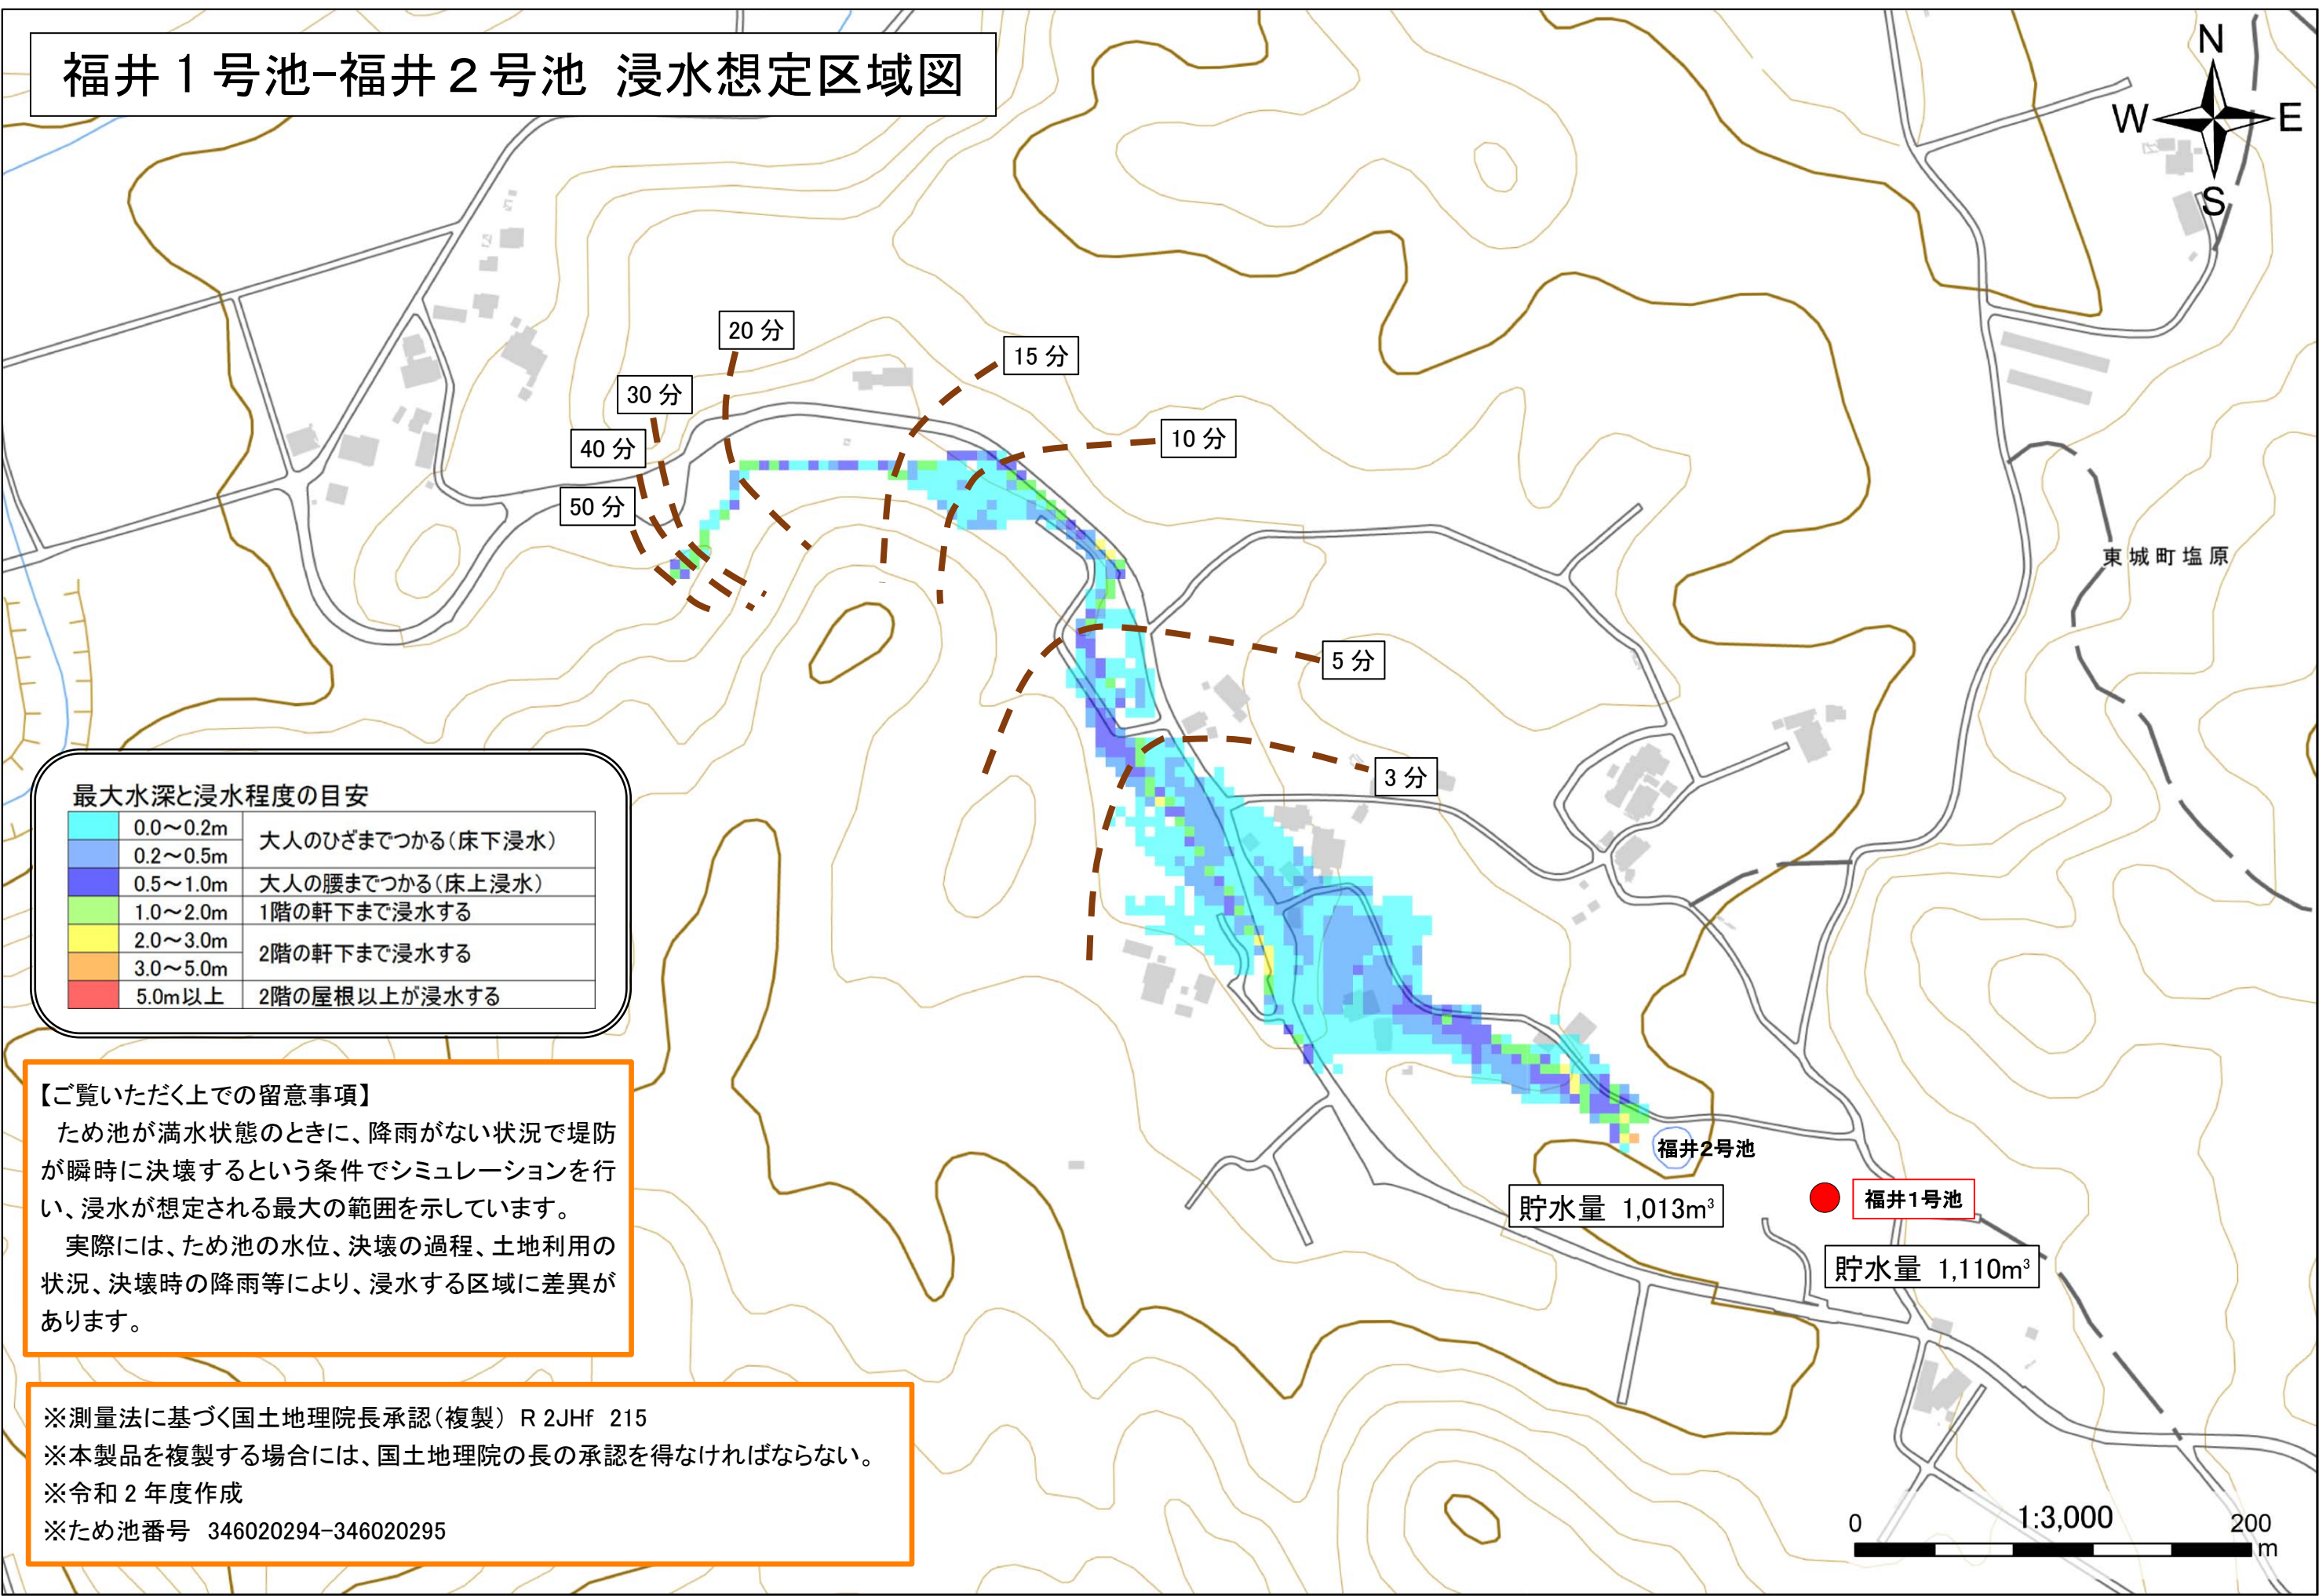 福井１号池-福井２号池 浸水想定区域図
N
W
E
S
20 分
15 分
30 分
10 分
40 分
50 分
東城町塩原
5 分
3 分
最大水深と浸水程度の目安
0.0～0.2m
大人のひざまでつかる(床下浸水)
0.2～0.5m
0.5～1.0m 大人の腰までつかる(床上浸水)
1.0～2.0m 1階の軒下まで浸水する
2.0～3.0m
2階の軒下まで浸水する
3.0～5.0m
5.0m以上 2階の屋根以上が浸水する
【ご覧いただく上での留意事項】
ため池が満水状態のときに、降雨がない状況で堤防
が瞬時に決壊するという条件でシミュレーションを行
い、浸水が想定される最大の範囲を示しています。
実際には、ため池の水位、決壊の過程、土地利用の
状況、決壊時の降雨等により、浸水する区域に差異が
あります。
福井2号池
貯水量 1,013m³
福井1号池
貯水量 1,110m³
※測量法に基づく国土地理院長承認(複製) R 2JHf 215
※本製品を複製する場合には、国土地理院の長の承認を得なければならない。
※令和 2 年度作成
※ため池番号 346020294-346020295
1:3,000
0 200
m